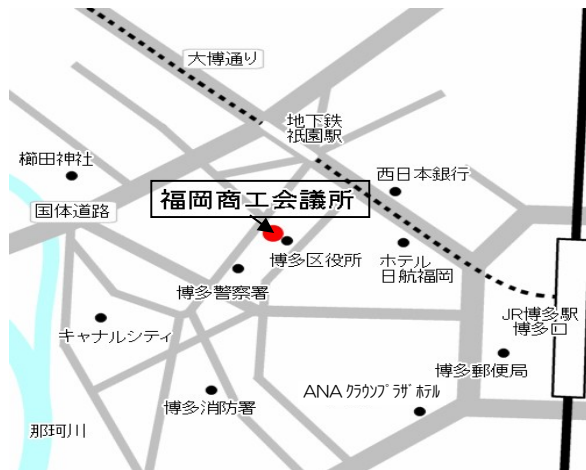 大博通り
地下鉄
祇園駅
櫛田神社
西日本銀行
福岡商工会議所
国体道路
博多区役所
ホテル
日航福岡
博多警察署
JR博多駅
博多口
キャナルシティ
博多郵便局
ANA ｸﾗｳﾝﾌﾟﾗｻﾞﾎﾃﾙ
博多消防署
那珂川